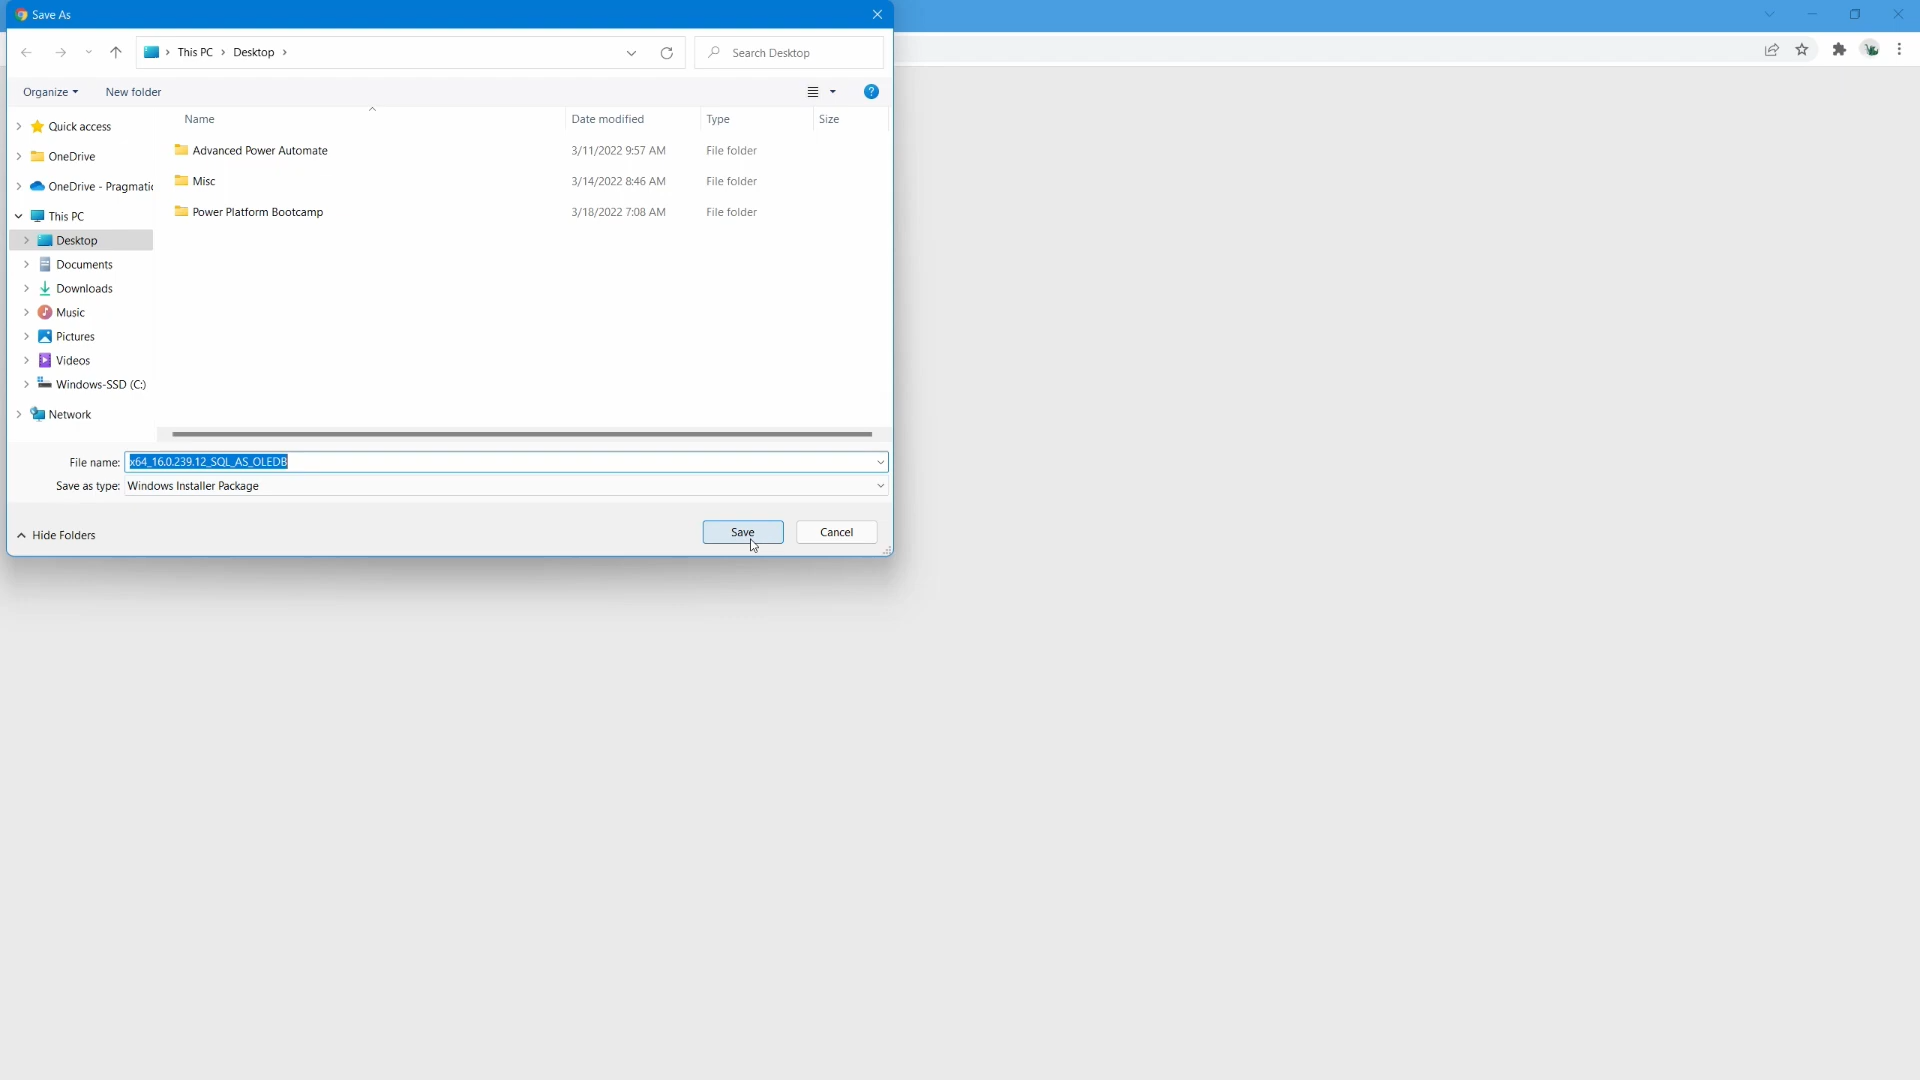 Save As
This PC > Desktop >
Search Desktop
Organize New folder
Name Date modified Type Size
Quick access
OneDrive
OneDrive - Pragmatic
This PC
Desktop
Documents
Downloads
Music
Pictures
Videos
Windows-SSD (C:)
Network
Advanced Power Automate 3/11/2022 9:57 AM File folder
Misc 3/14/2022 8:46 AM File folder
Power Platform Bootcamp 3/18/2022 7:08 AM File folder
File name: x64_16.0.239.12_SQL_AS_OLEDB
Save as type: Windows Installer Package
Hide Folders Save Cancel